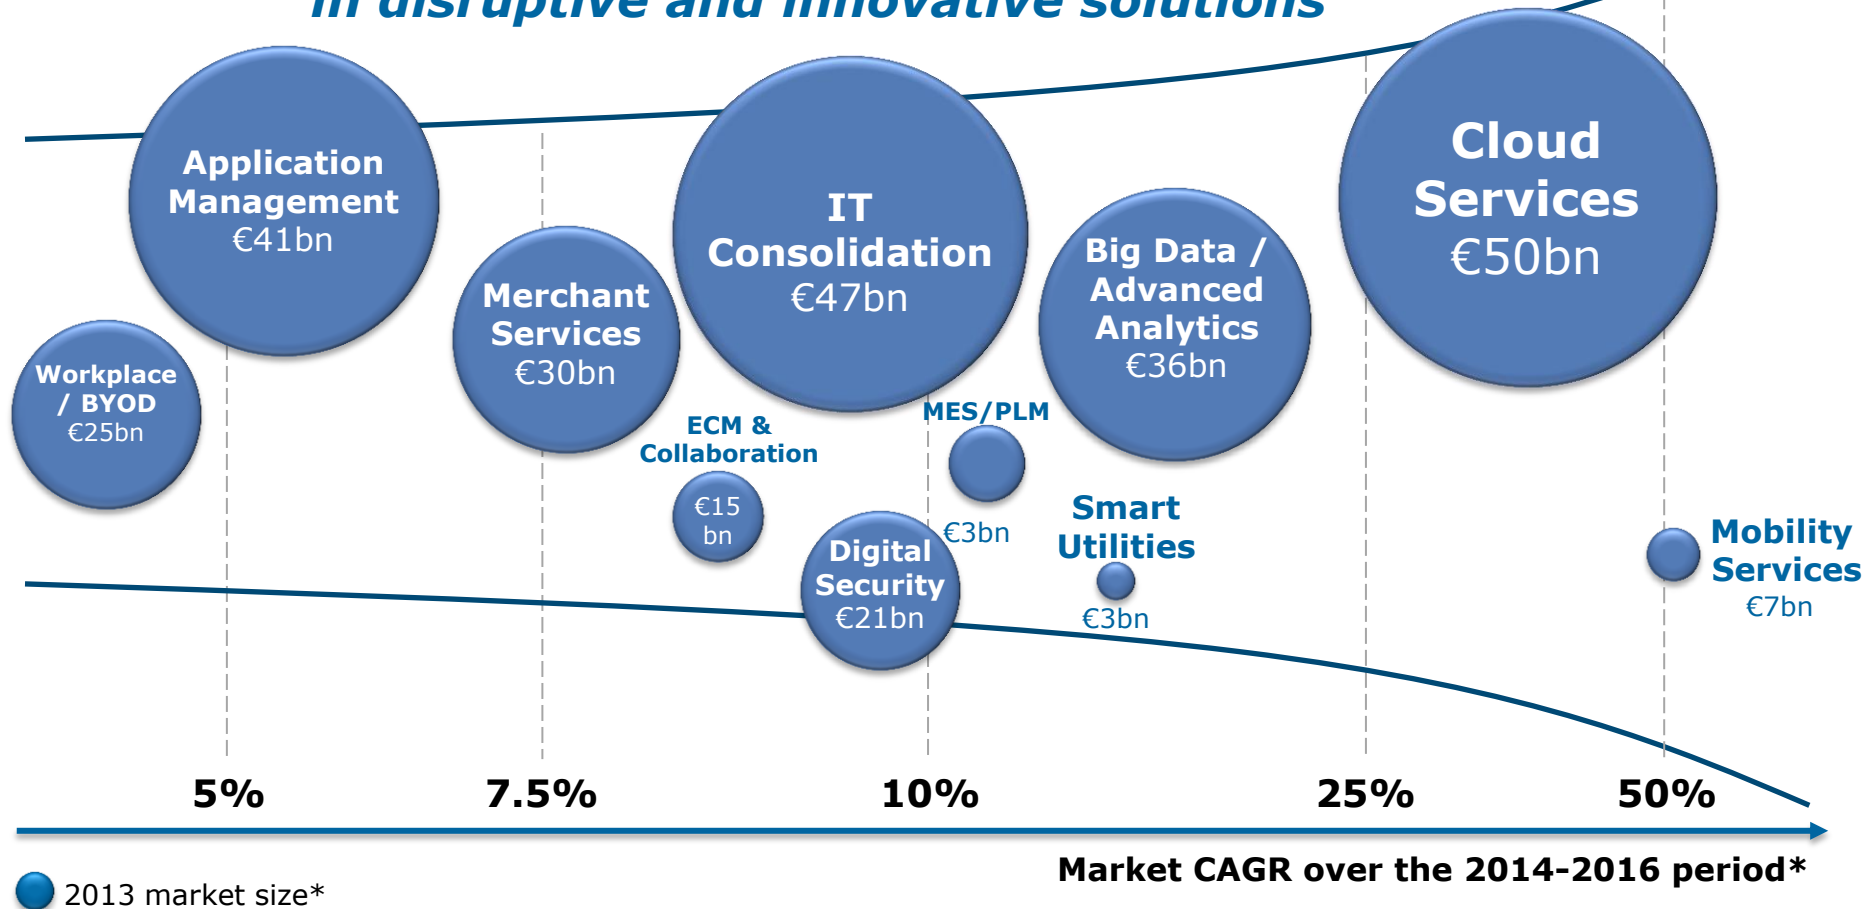 in disruptive and innovative solutions
Application
Management
€41bn
Workplace
/ BYOD
€25bn
Merchant
Services
€30bn
IT
Consolidation
€47bn
ECM &
Collaboration
€15
bn
Digital
Security
€21bn
MES/PLM
€3bn
Big Data /
Advanced
Analytics
€36bn
Smart
Utilities
€3bn
Cloud
Services
€50bn
Mobility
Services
€7bn
5%
7.5%
10%
25%
50%
Market CAGR over the 2014-2016 period*
2013 market size*